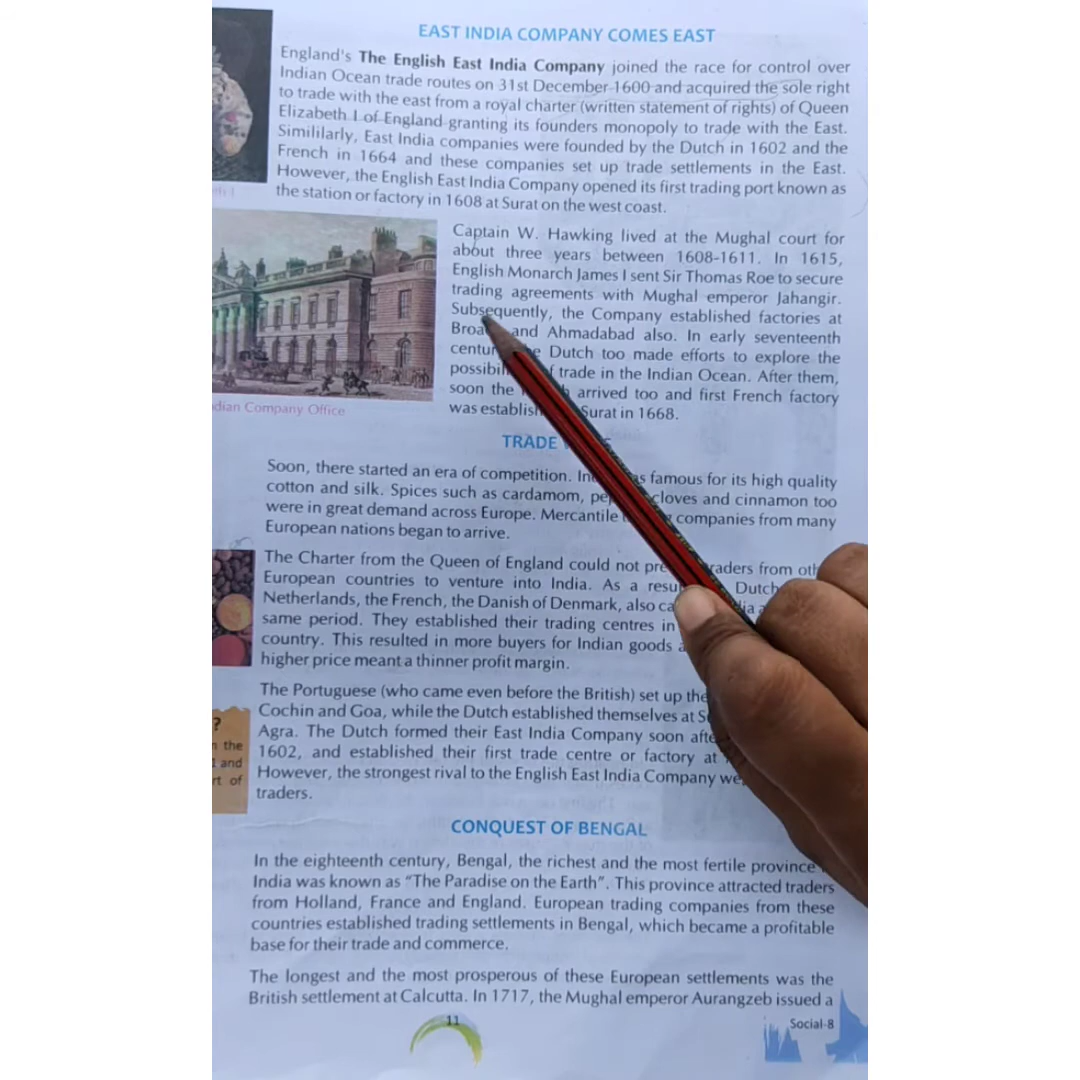 EAST INDIA COMPANY COMES EAST
England's The English East India Company joined the race for control over
Indian Ocean trade routes on 31st December 1600 and acquired the sole right
to trade with the east from a royal charter (written statement of rights) of Queen
Elizabeth I of England granting its founders monopoly to trade with the East.
Simililarly, East India companies were founded by the Dutch in 1602 and the
French in 1664 and these companies set up trade settlements in the East.
However, the English East India Company opened its first trading port known as
the station or factory in 1608 at Surat on the west coast.
Captain W. Hawking lived at the Mughal court for
about three years between 1608-1611. In 1615,
English Monarch James I sent Sir Thomas Roe to secure
trading agreements with Mughal emperor Jahangir.
Subsequently, the Company established factories at
and Ahmadabad also. In early seventeenth
Dutch too made efforts to explore the
trade in the Indian Ocean. After them,
soon the arrived too and first French factory
was Surat in 1668.
dian Company Office
TRADE
Soon, there started an era of competition. famous for its high quality
cotton and silk. Spices such as cardamom, cloves and cinnamon too
were in great demand across Europe. Mercantile companies from many
European nations began to arrive.
The Charter from the Queen of England could not from
European countries to venture into India. As a Dutch
Netherlands, the French, the Danish of Denmark, also
same period. They established their trading centres in
country. This resulted in more buyers for Indian goods
higher price meant a thinner profit margin.
The Portuguese (who came even before the British) set up
Cochin and Goa, while the Dutch established themselves at
Agra. The Dutch formed their East India Company soon
1602, and established their first trade centre or factory at
However, the strongest rival to the English East India Company
traders.
?
the
and
of
CONQUEST OF BENGAL
In the eighteenth century, Bengal, the richest and the most fertile province
India was known as "The Paradise on the Earth". This province attracted traders
from Holland, France and England. European trading companies from these
countries established trading settlements in Bengal, which became a profitable
base for their trade and commerce.
The longest and the most prosperous of these European settlements was the
British settlement at Calcutta. In 1717, the Mughal emperor Aurangzeb issued a
11
Social-8